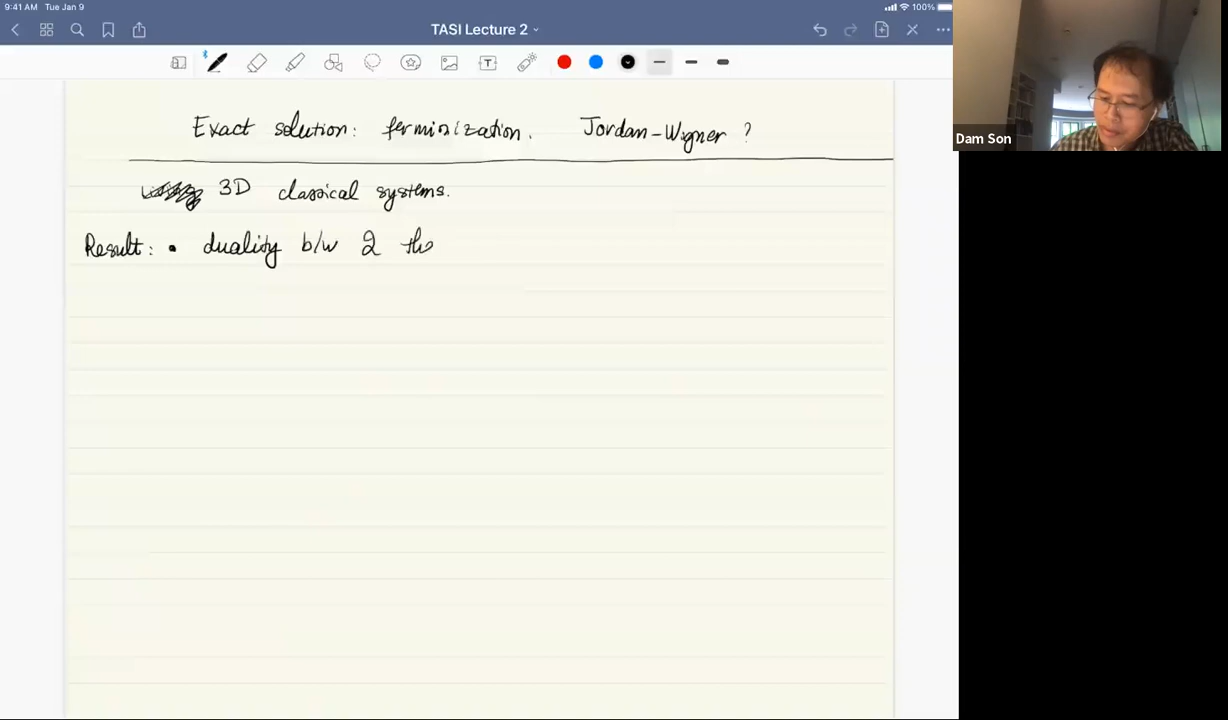 9:41 AM Tue Jan 9
100%
TASI Lecture 2
T
Dam Son
Exact solution: fermionization. Jordan-Wigner ?
3D classical systems.
Result: • duality b/w 2 the